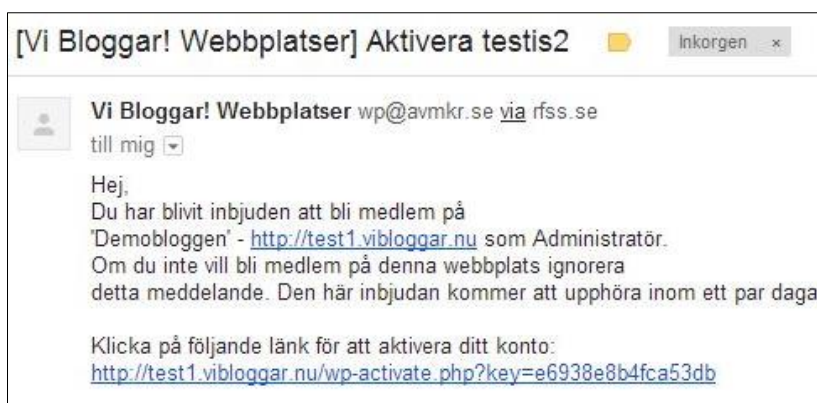 [Vi Bloggar! Webbplatser] Aktivera testis2 Inkorgen ×
Vi Bloggar! Webbplatser wp@avmkr.se via rfss.se
till mig
Hej,
Du har blivit inbjuden att bli medlem på
'Demobloggen' - http://test1.vibloggar.nu som Administratör.
Om du inte vill bli medlem på denna webbplats ignorera
detta meddelande. Den här inbjudan kommer att upphöra inom ett par daga
Klicka på följande länk för att aktivera ditt konto:
http://test1.vibloggar.nu/wp-activate.php?key=e6938e8b4fca53db